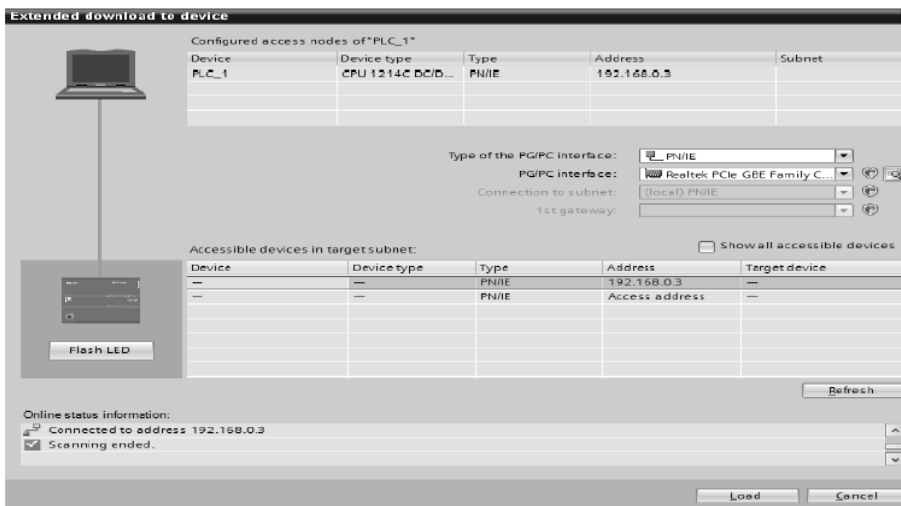 Extended download to device
Configured access nodes of "PLC_1"
Device Device type Type Address Subnet
PLC_1 CPU 1214C DC/D... PN/IE 192.168.0.3
Type of the PG/PC interface: PN/IE
PG/PC interface: Realtek PCIe GBE Family C...
Connection to subnet: (local) PN/IE
1st gateway:
Accessible devices in target subnet: Show all accessible devices
Device Device type Type Address Target device
— — PN/IE 192.168.0.3 —
— — PN/IE Access address —
Flash LED
Refresh
Online status information:
Connected to address 192.168.0.3
Scanning ended.
Load Cancel